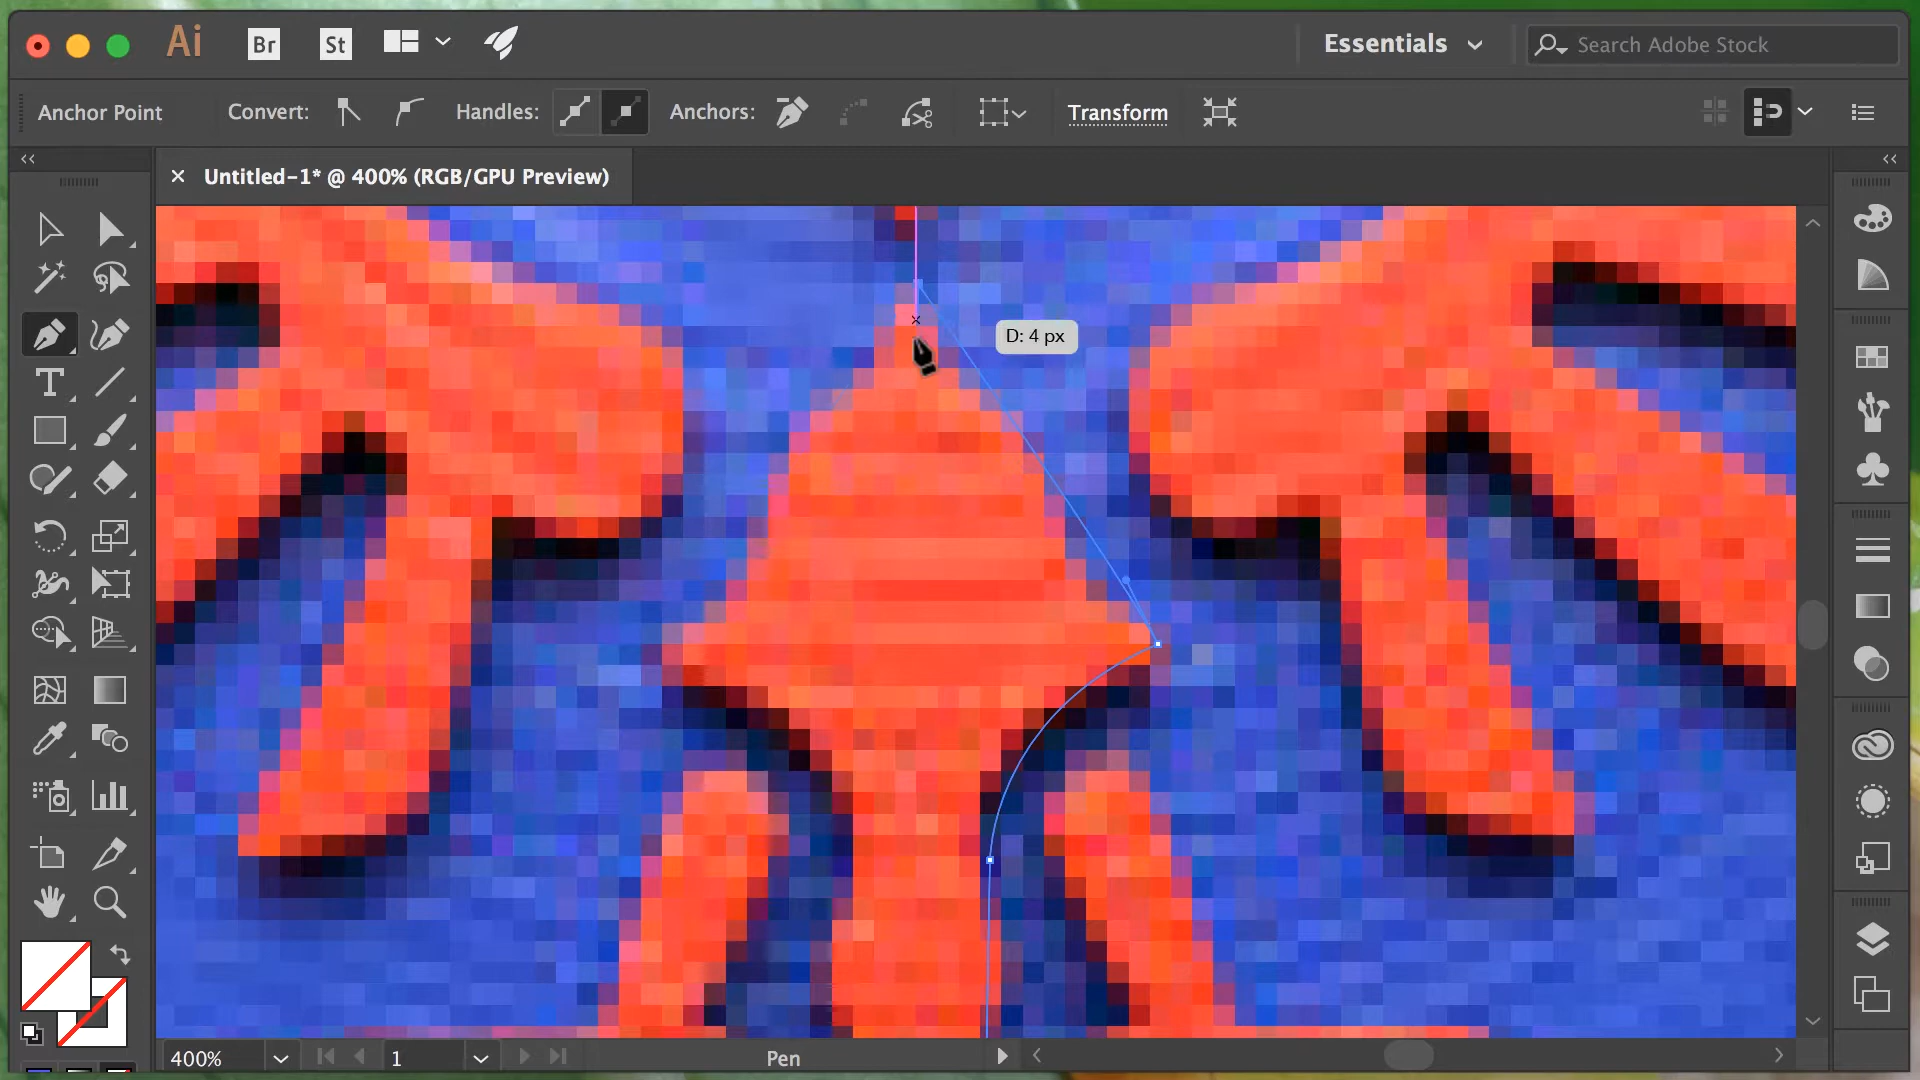 Ai Br St Essentials Search Adobe Stock
Anchor Point Convert: Handles: Anchors: Transform
Untitled-1* @ 400% (RGB/GPU Preview)
D: 4 px
400% 1 Pen